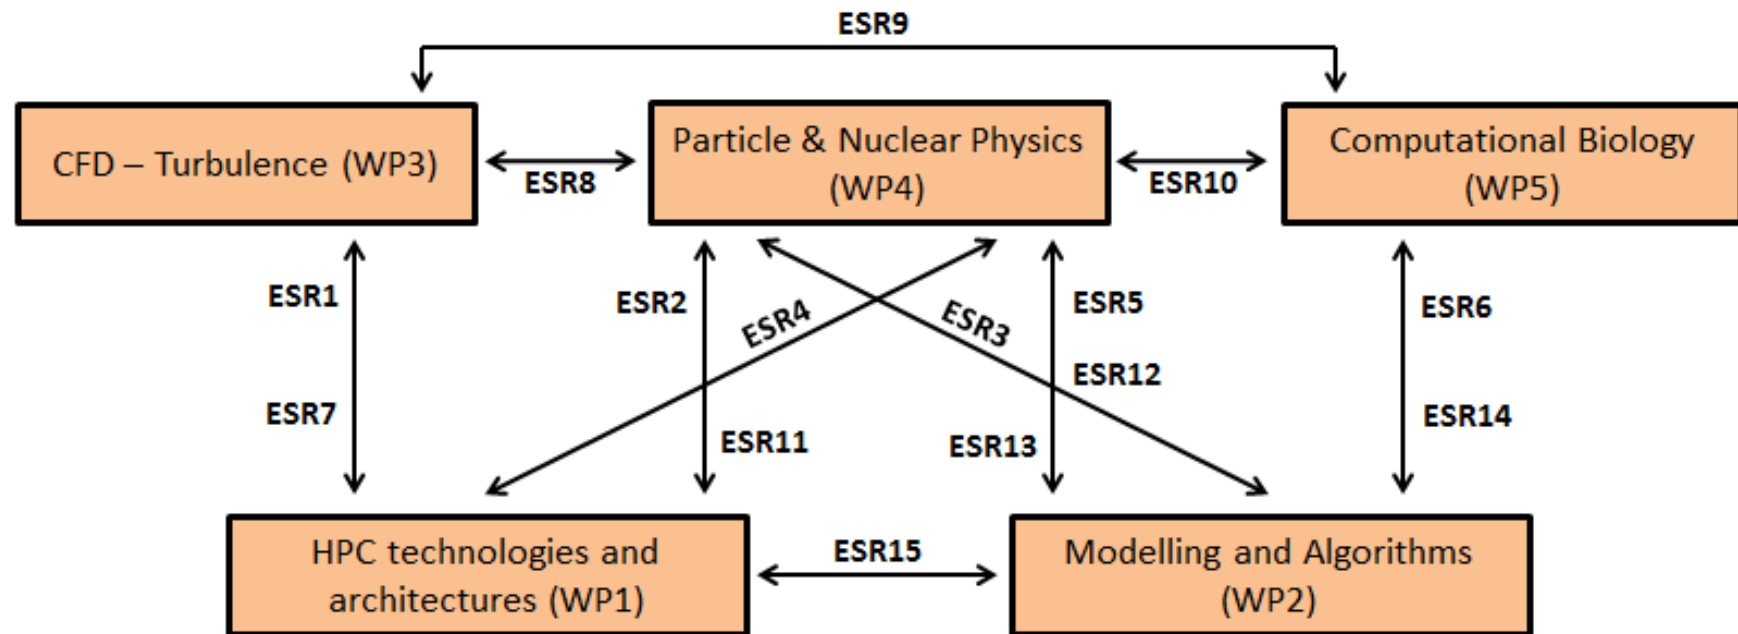 ESR9
CFD – Turbulence (WP3)
ESR8
Particle & Nuclear Physics
(WP4)
ESR10
Computational Biology
(WP5)
ESR1
ESR2
ESR4
ESR3
ESR5
ESR6
ESR7
ESR11
ESR13
ESR12
ESR14
HPC technologies and
architectures (WP1)
ESR15
Modelling and Algorithms
(WP2)